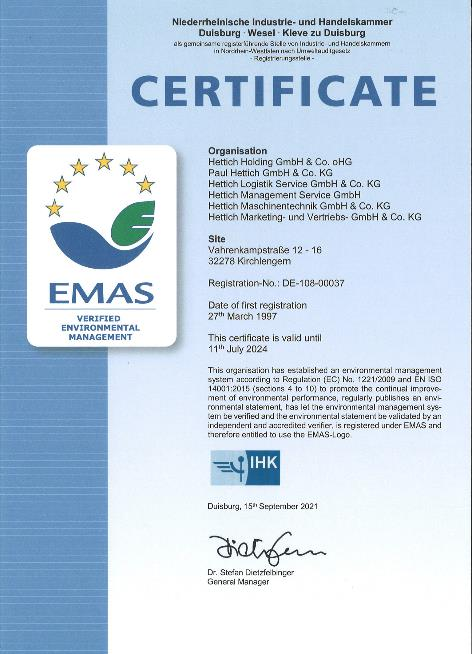 Niederrheinische Industrie- und Handelskammer
Duisburg · Wesel · Kleve zu Duisburg
als gemeinsame registerführende Stelle von Industrie- und Handelskammern
in Nordrhein-Westfalen nach Umweltauditgesetz
- Registrierungsstelle -
CERTIFICATE
Organisation
Hettich Holding GmbH & Co. oHG
Paul Hettich GmbH & Co. KG
Hettich Logistik Service GmbH & Co. KG
Hettich Management Service GmbH
Hettich Maschinentechnik GmbH & Co. KG
Hettich Marketing- und Vertriebs- GmbH & Co. KG
Site
Vahrenkampstraße 12 - 16
32278 Kirchlengern
Registration-No.: DE-108-00037
Date of first registration
27th March 1997
This certificate is valid until
11th July 2024
EMAS
VERIFIED
ENVIRONMENTAL
MANAGEMENT
This organisation has established an environmental management
system according to Regulation (EC) No. 1221/2009 and EN ISO
14001:2015 (sections 4 to 10) to promote the continual improve-
ment of environmental performance, regularly publishes an envi-
ronmental statement, has let the environmental management sys-
tem be verified and the environmental statement be validated by an
independent and accredited verifier, is registered under EMAS and
therefore entitled to use the EMAS-Logo.
IHK
Duisburg, 15th September 2021
Dr. Stefan Dietzfelbinger
General Manager